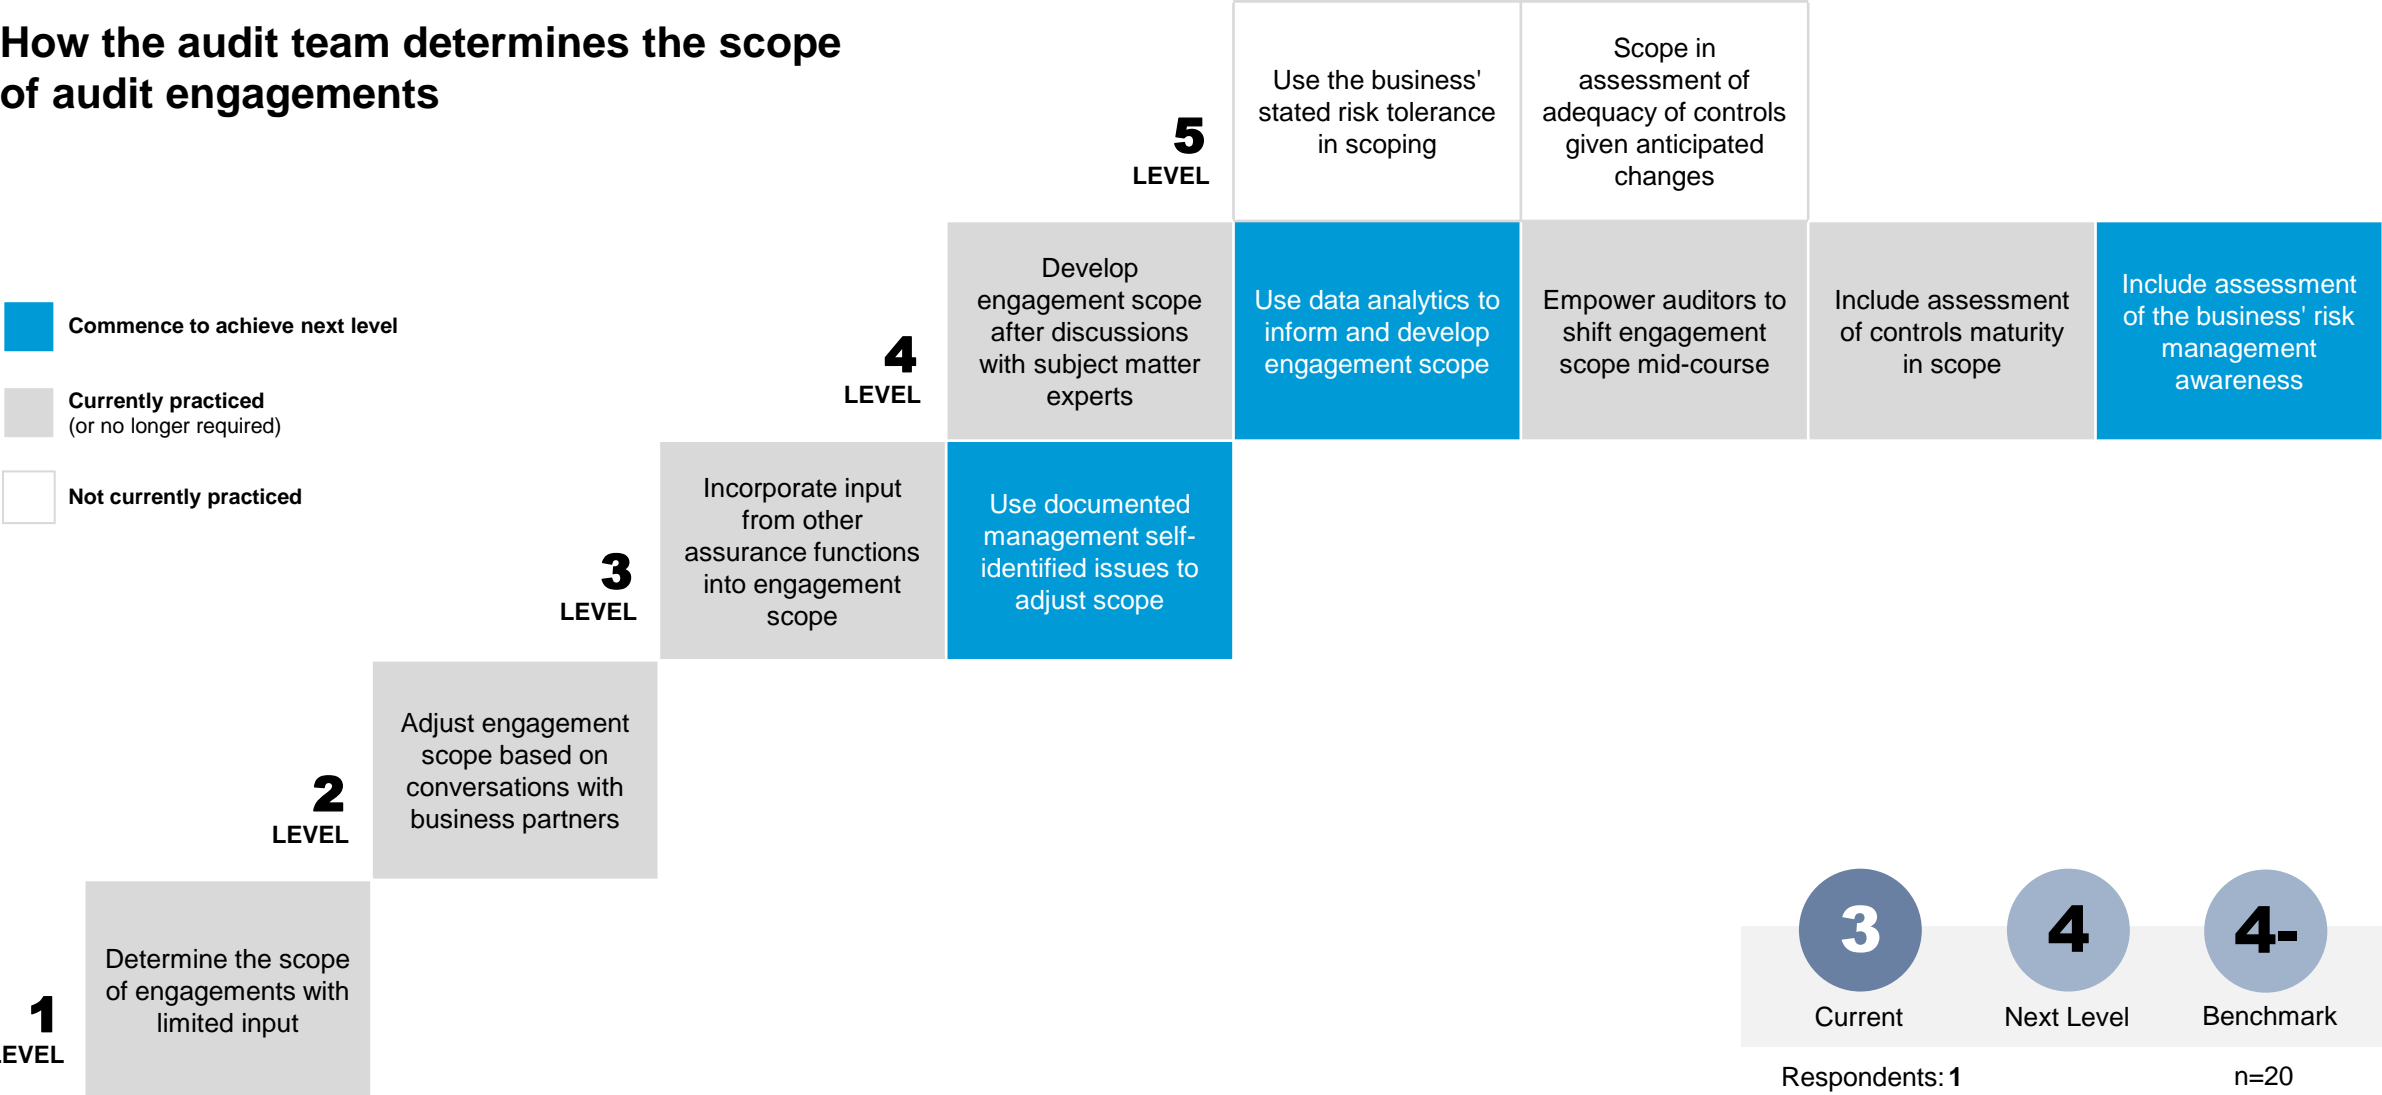 How the audit team determines the scope
of audit engagements
Commence to achieve next level
Currently practiced
(or no longer required)
Not currently practiced
5
LEVEL
Use the business'
stated risk tolerance
in scoping
Scope in
assessment of
adequacy of controls
given anticipated
changes
4
LEVEL
Develop
engagement scope
after discussions
with subject matter
experts
Use data analytics to
inform and develop
engagement scope
Empower auditors to
shift engagement
scope mid-course
Include assessment
of controls maturity
in scope
Include assessment
of the business' risk
management
awareness
3
LEVEL
Incorporate input
from other
assurance functions
into engagement
scope
Use documented
management self-
identified issues to
adjust scope
2
LEVEL
Adjust engagement
scope based on
conversations with
business partners
1
LEVEL
Determine the scope
of engagements with
limited input
3
Current
4
Next Level
4-
Benchmark
Respondents: 1
n=20